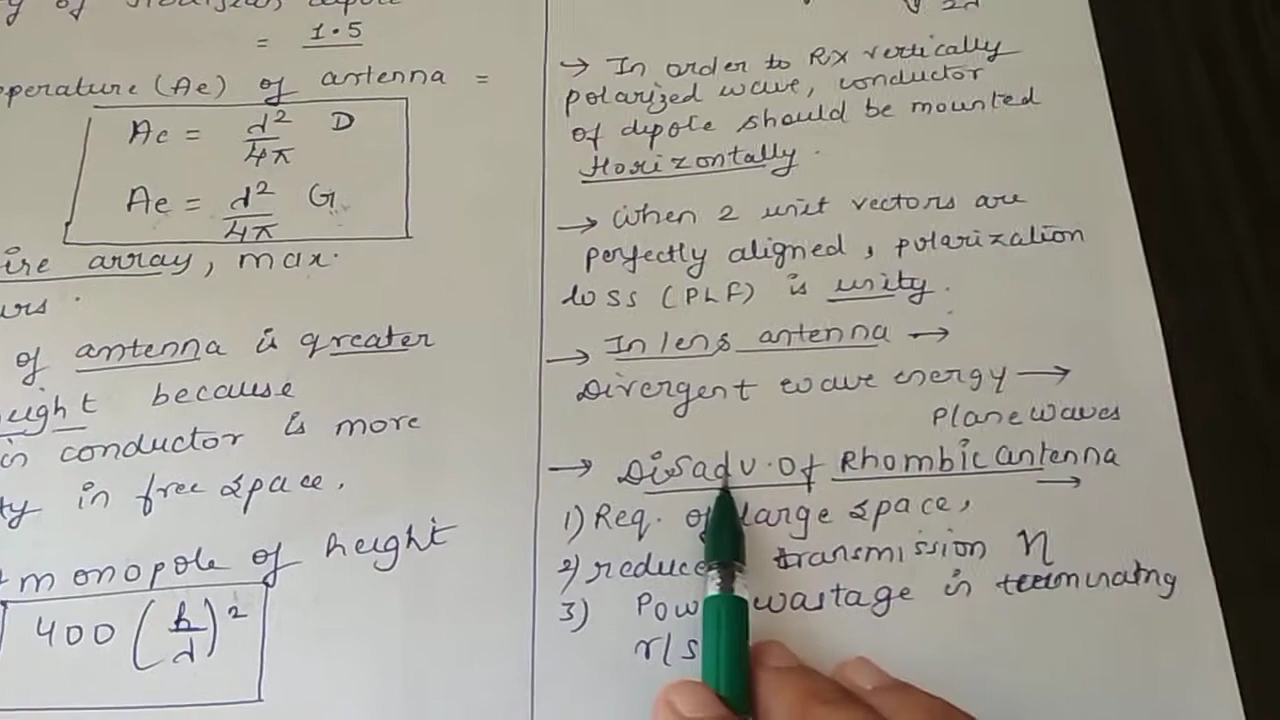 = 1.5
perature (Ae) of antenna =
Ae = λ²/4π D
Ae = λ²/4π G
ire array, max.
urs.
of antenna is greater
eight because
in conductor is more
ty in free space.
monopole of height
400 (h/λ)²
→ In order to Rx vertically
polarized wave, conductor
of dipole should be mounted
Horizontally.
→ When 2 unit vectors are
perfectly aligned, polarization
loss (PLF) is unity.
→ In lens antenna →
Divergent wave energy →
Plane waves
→ Disadv. Of Rhombic antenna →
1) Req. of large space,
2) reduce transmission η
3) Pow wastage in terminating
r/s